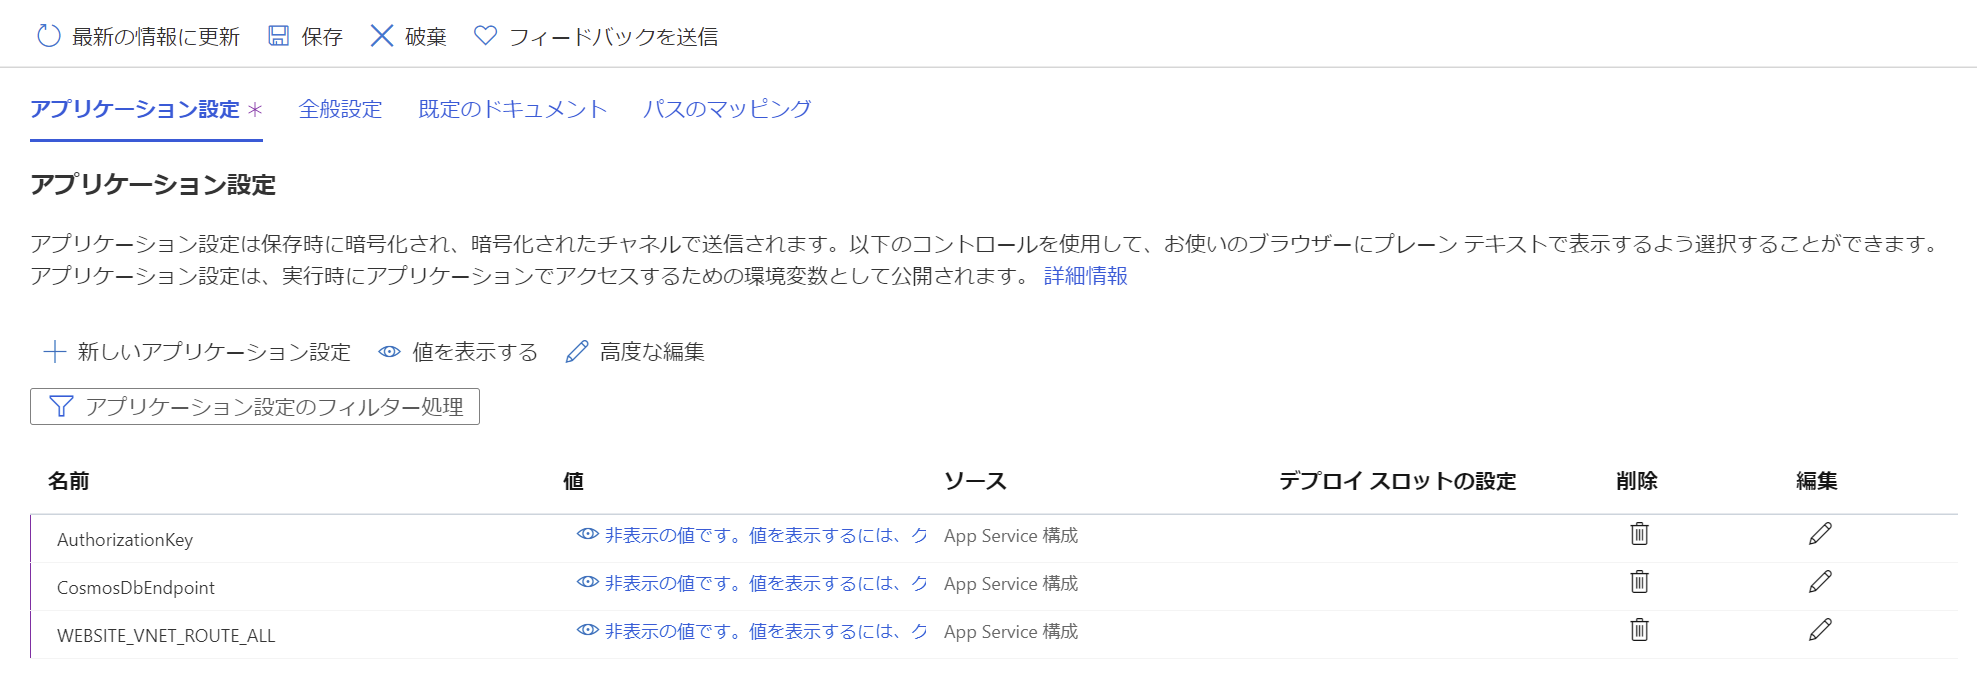 最新の情報に更新 保存 破棄 フィードバックを送信
アプリケーション設定 * 全般設定 既定のドキュメント パスのマッピング
アプリケーション設定
アプリケーション設定は保存時に暗号化され、暗号化されたチャネルで送信されます。以下のコントロールを使用して、お使いのブラウザーにプレーン テキストで表示するよう選択することができます。
アプリケーション設定は、実行時にアプリケーションでアクセスするための環境変数として公開されます。 詳細情報
新しいアプリケーション設定 値を表示する 高度な編集
アプリケーション設定のフィルター処理
名前 値 ソース デプロイ スロットの設定 削除 編集
AuthorizationKey 非表示の値です。値を表示するには、ク App Service 構成
CosmosDbEndpoint 非表示の値です。値を表示するには、ク App Service 構成
WEBSITE_VNET_ROUTE_ALL 非表示の値です。値を表示するには、ク App Service 構成